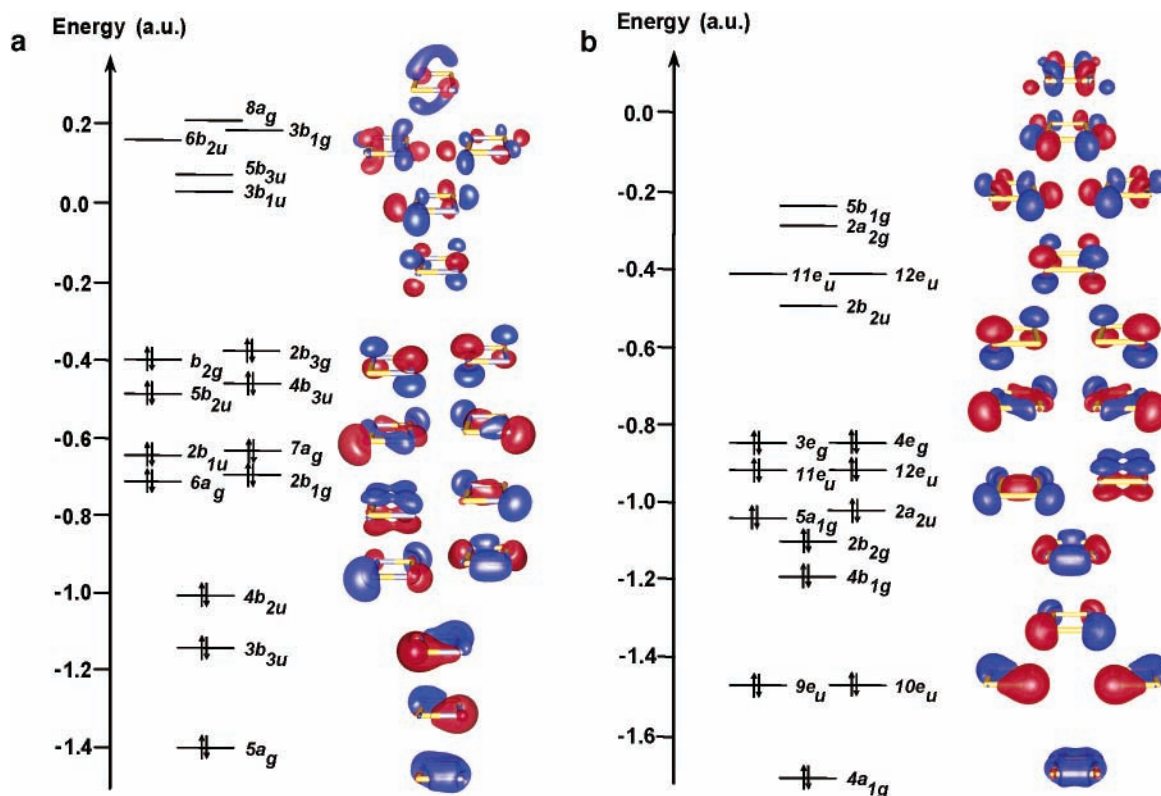 a
Energy (a.u.)
8ag
0.2
6b2u
3b1g
5b3u
3b1u
0.0
-0.2
-0.4
b2g
2b3g
5b2u
4b3u
-0.6
2b1u
7ag
6ag
2b1g
-0.8
-1.0
4b2u
-1.2
3b3u
-1.4
5ag
b
Energy (a.u.)
0.0
-0.2
5b1g
2a2g
-0.4
11eu
12eu
2b2u
-0.6
-0.8
3eg
4eg
11eu
12eu
-1.0
5a1g
2a2u
2b2g
-1.2
4b1g
-1.4
9eu
10eu
-1.6
4a1g